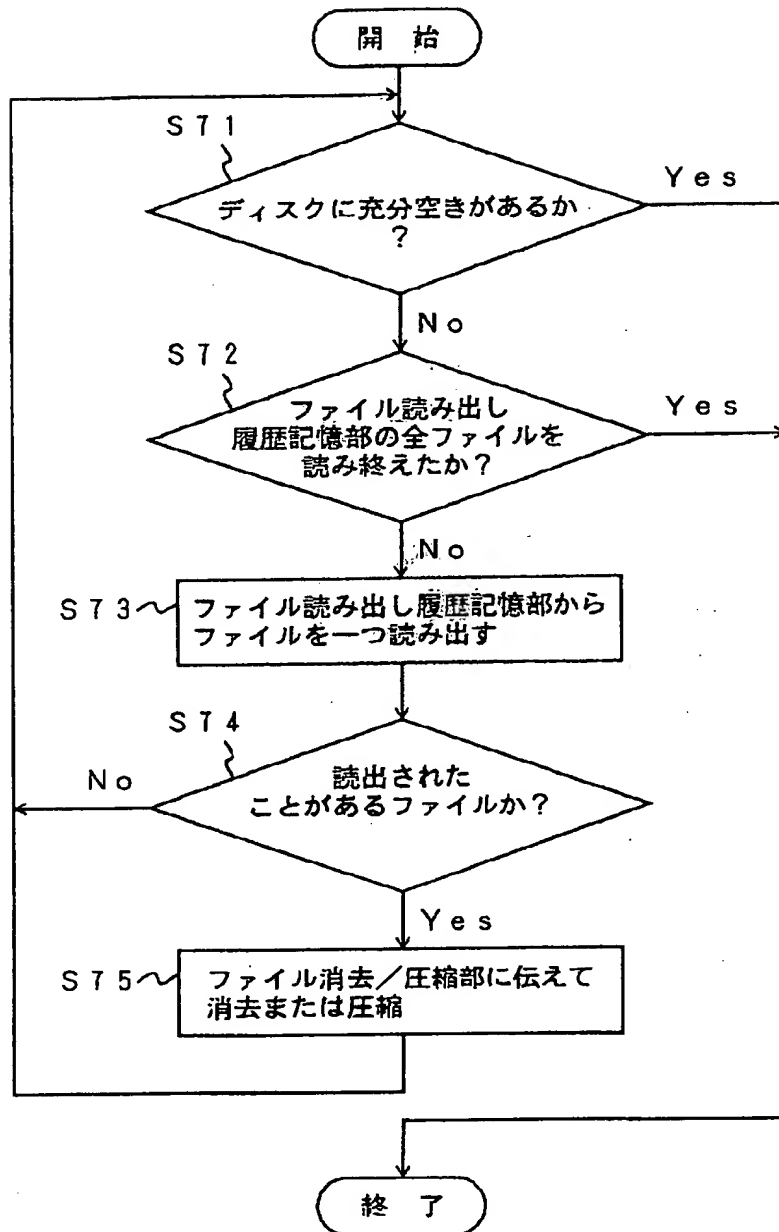 開 始
S71
ディスクに充分空きがあるか
?
Yes
No
S72
ファイル読み出し
履歴記憶部の全ファイルを
読み終えたか?
Yes
No
S73
ファイル読み出し履歴記憶部から
ファイルを一つ読み出す
S74
No
読出された
ことがあるファイルか?
Yes
S75
ファイル消去/圧縮部に伝えて
消去または圧縮
終 了